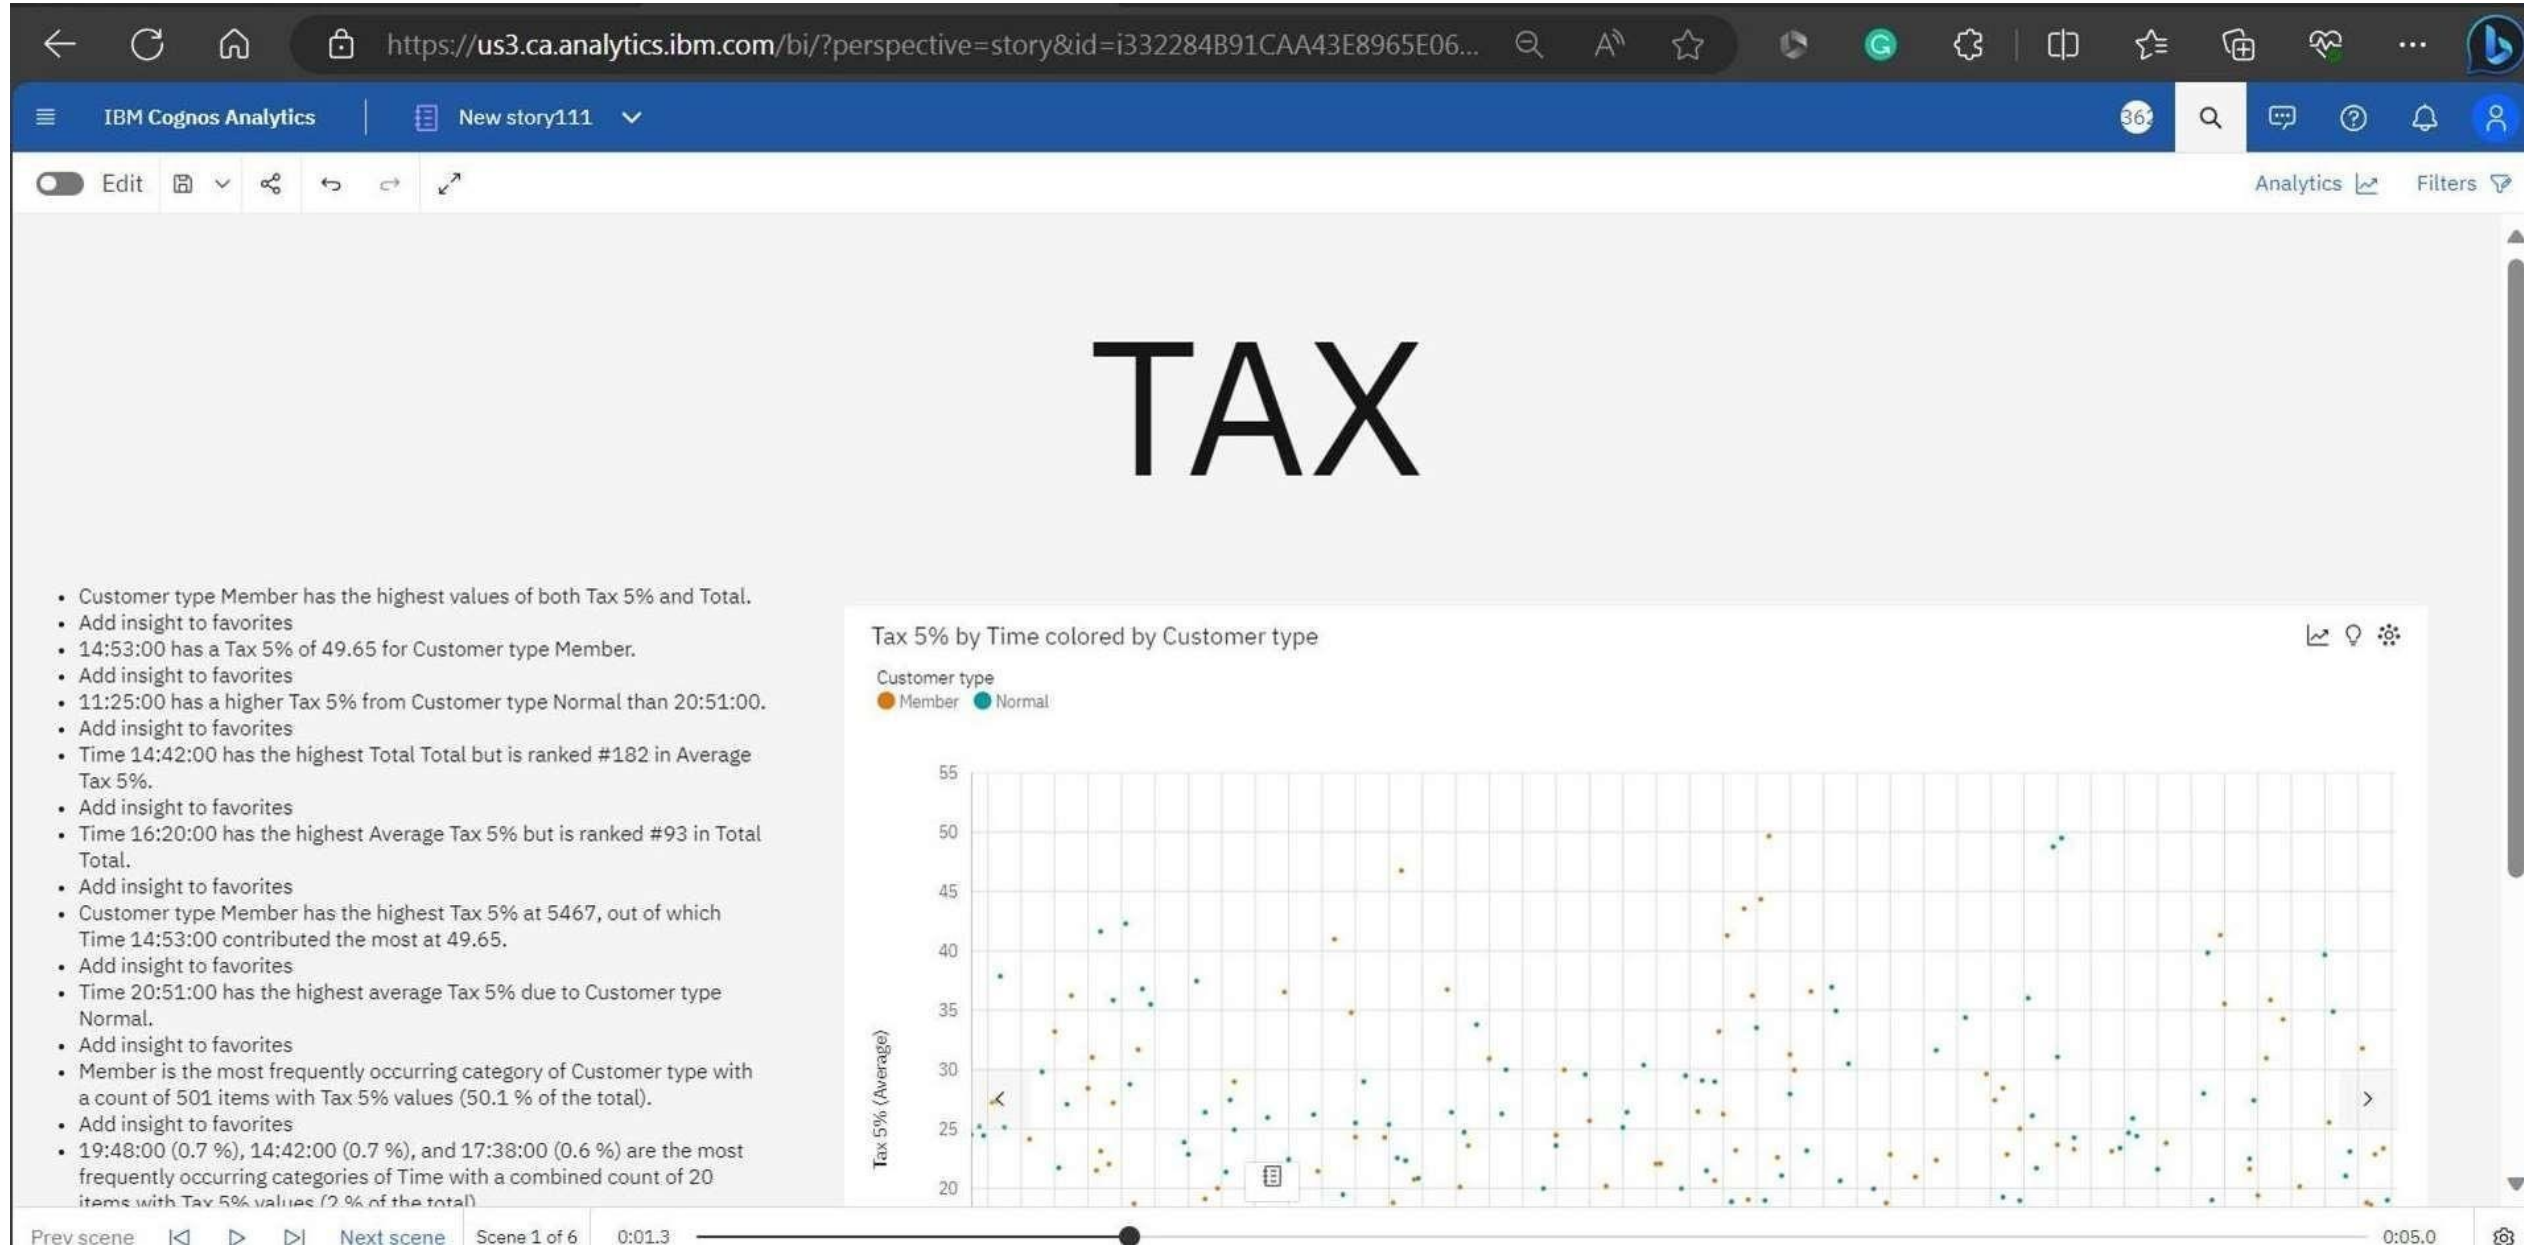 https://us3.ca.analytics.ibm.com/bi/?perspective=story&id=i332284B91CAA43E8965E06...
IBM Cognos Analytics
New story111
362
Edit
Analytics
Filters
TAX
• Customer type Member has the highest values of both Tax 5% and Total.
• Add insight to favorites
• 14:53:00 has a Tax 5% of 49.65 for Customer type Member.
• Add insight to favorites
• 11:25:00 has a higher Tax 5% from Customer type Normal than 20:51:00.
• Add insight to favorites
• Time 14:42:00 has the highest Total Total but is ranked #182 in Average
Tax 5%.
• Add insight to favorites
• Time 16:20:00 has the highest Average Tax 5% but is ranked #93 in Total
Total.
• Add insight to favorites
• Customer type Member has the highest Tax 5% at 5467, out of which
Time 14:53:00 contributed the most at 49.65.
• Add insight to favorites
• Time 20:51:00 has the highest average Tax 5% due to Customer type
Normal.
• Add insight to favorites
• Member is the most frequently occurring category of Customer type with
a count of 501 items with Tax 5% values (50.1 % of the total).
• Add insight to favorites
• 19:48:00 (0.7 %), 14:42:00 (0.7 %), and 17:38:00 (0.6 %) are the most
frequently occurring categories of Time with a combined count of 20
items with Tax 5% values (2 % of the total)
Tax 5% by Time colored by Customer type
Customer type
Member Normal
55
50
45
40
35
30
25
20
Tax 5% (Average)
Prev scene
Next scene
Scene 1 of 6
0:01.3
0:05.0